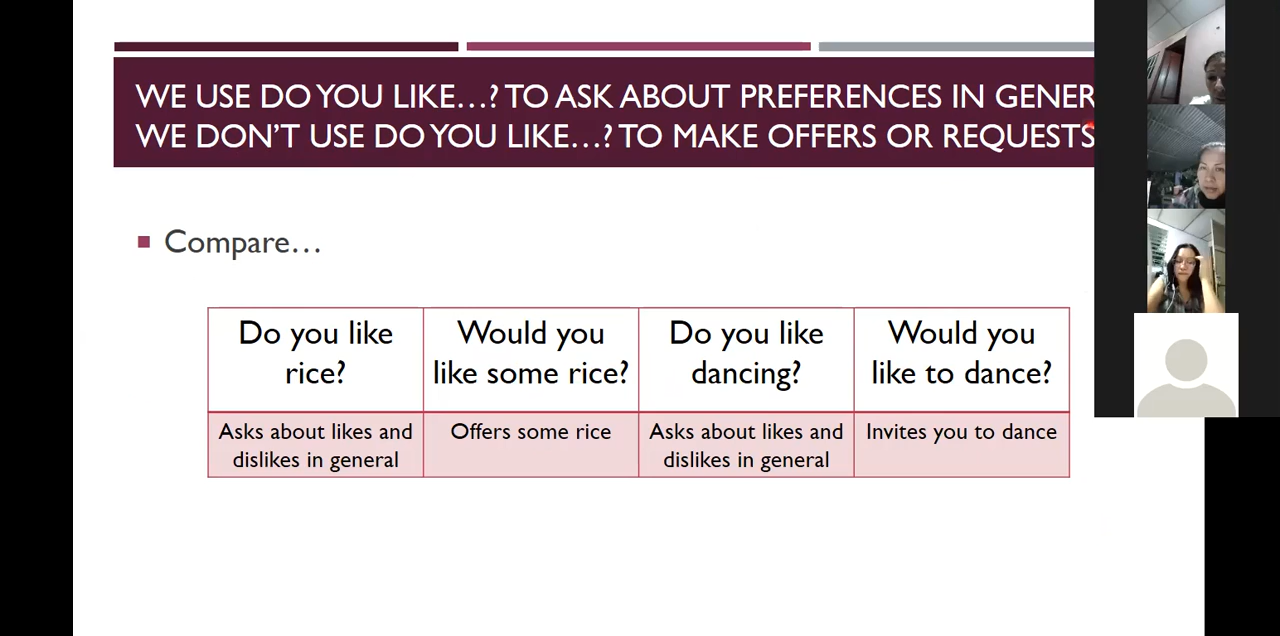 WE USE DO YOU LIKE…? TO ASK ABOUT PREFERENCES IN
WE DON’T USE DO YOU LIKE…? TO MAKE OFFERS OR REQUESTS
Compare…
Do you like
rice?
Would you
like some rice?
Do you like
dancing?
Would you
like to dance?
Asks about likes and
dislikes in general
Offers some rice
Asks about likes and
dislikes in general
Invites you to dance